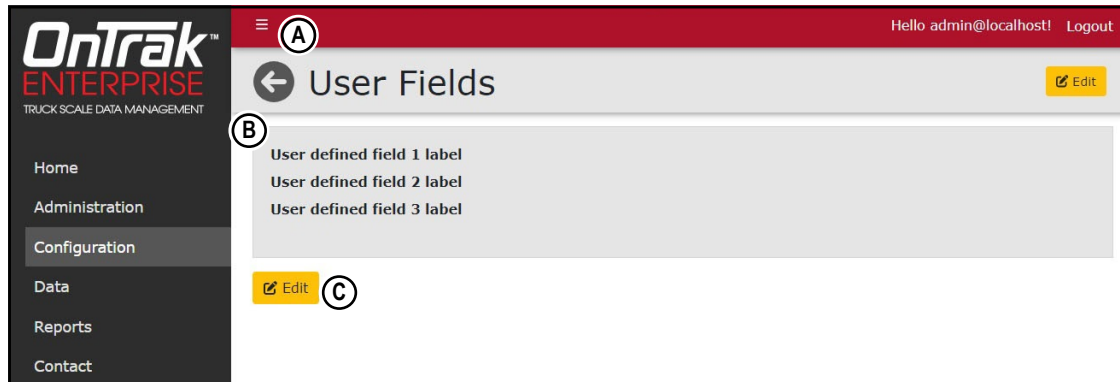 OnTrak™
ENTERPRISE
TRUCK SCALE DATA MANAGEMENT
Home
Administration
Configuration
Data
Reports
Contact
☰ A Hello admin@localhost! Logout
User Fields Edit
B
User defined field 1 label
User defined field 2 label
User defined field 3 label
Edit C